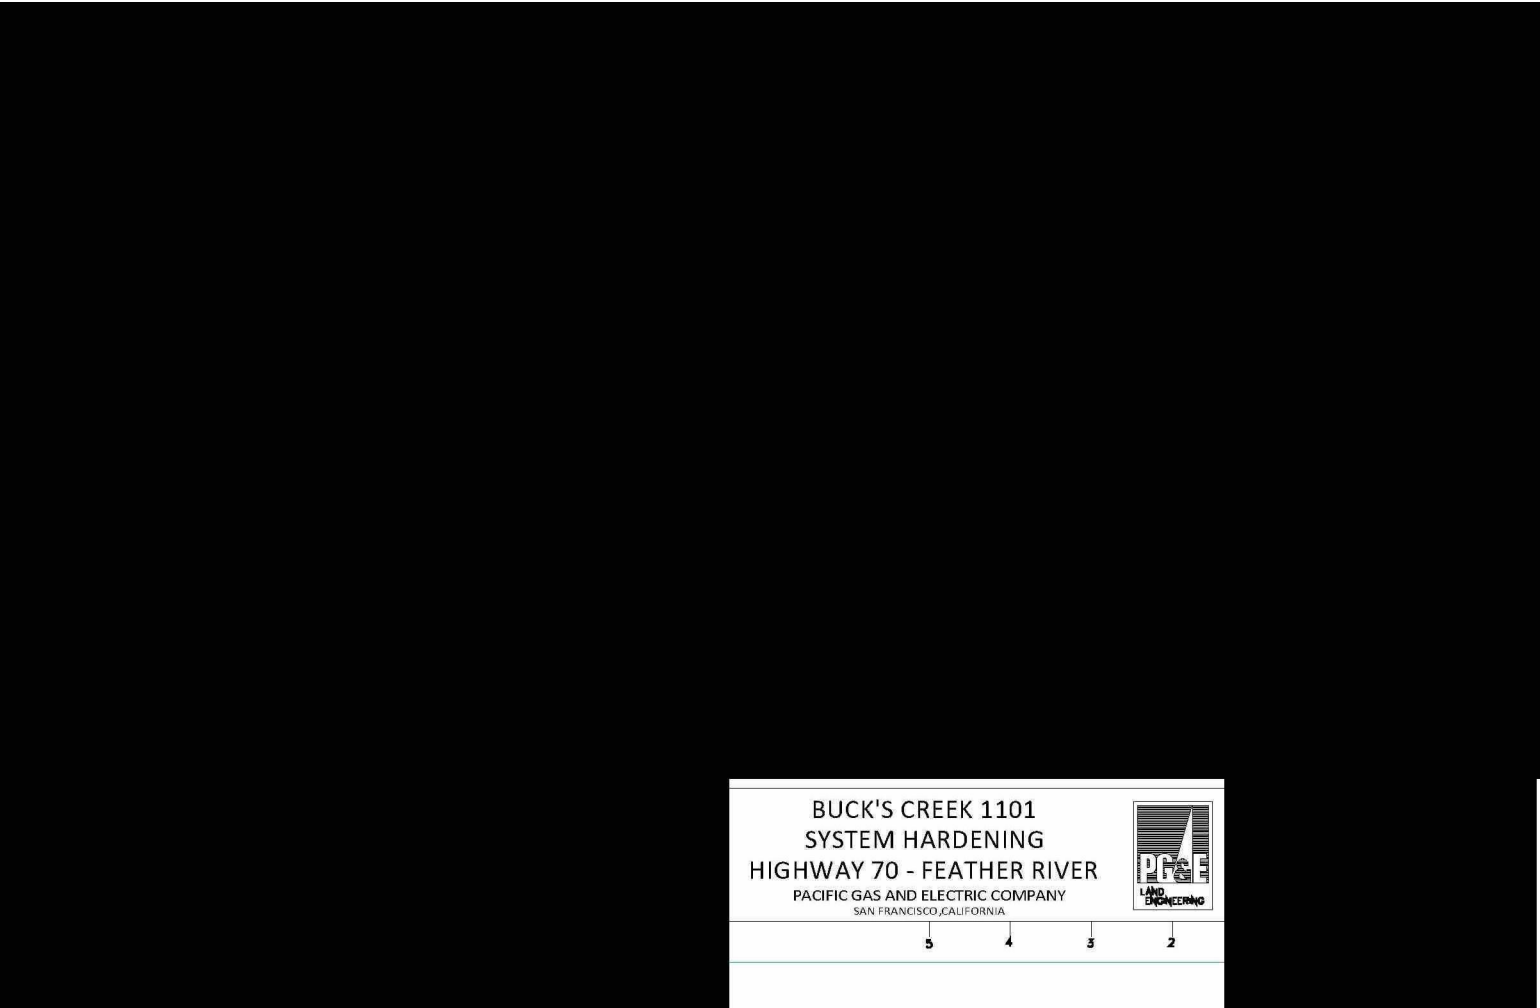 BUCK'S CREEK 1101
SYSTEM HARDENING
HIGHWAY 70 - FEATHER RIVER
PACIFIC GAS AND ELECTRIC COMPANY
SAN FRANCISCO,CALIFORNIA
PG&E
LAND
ENGINEERING
5 4 3 2